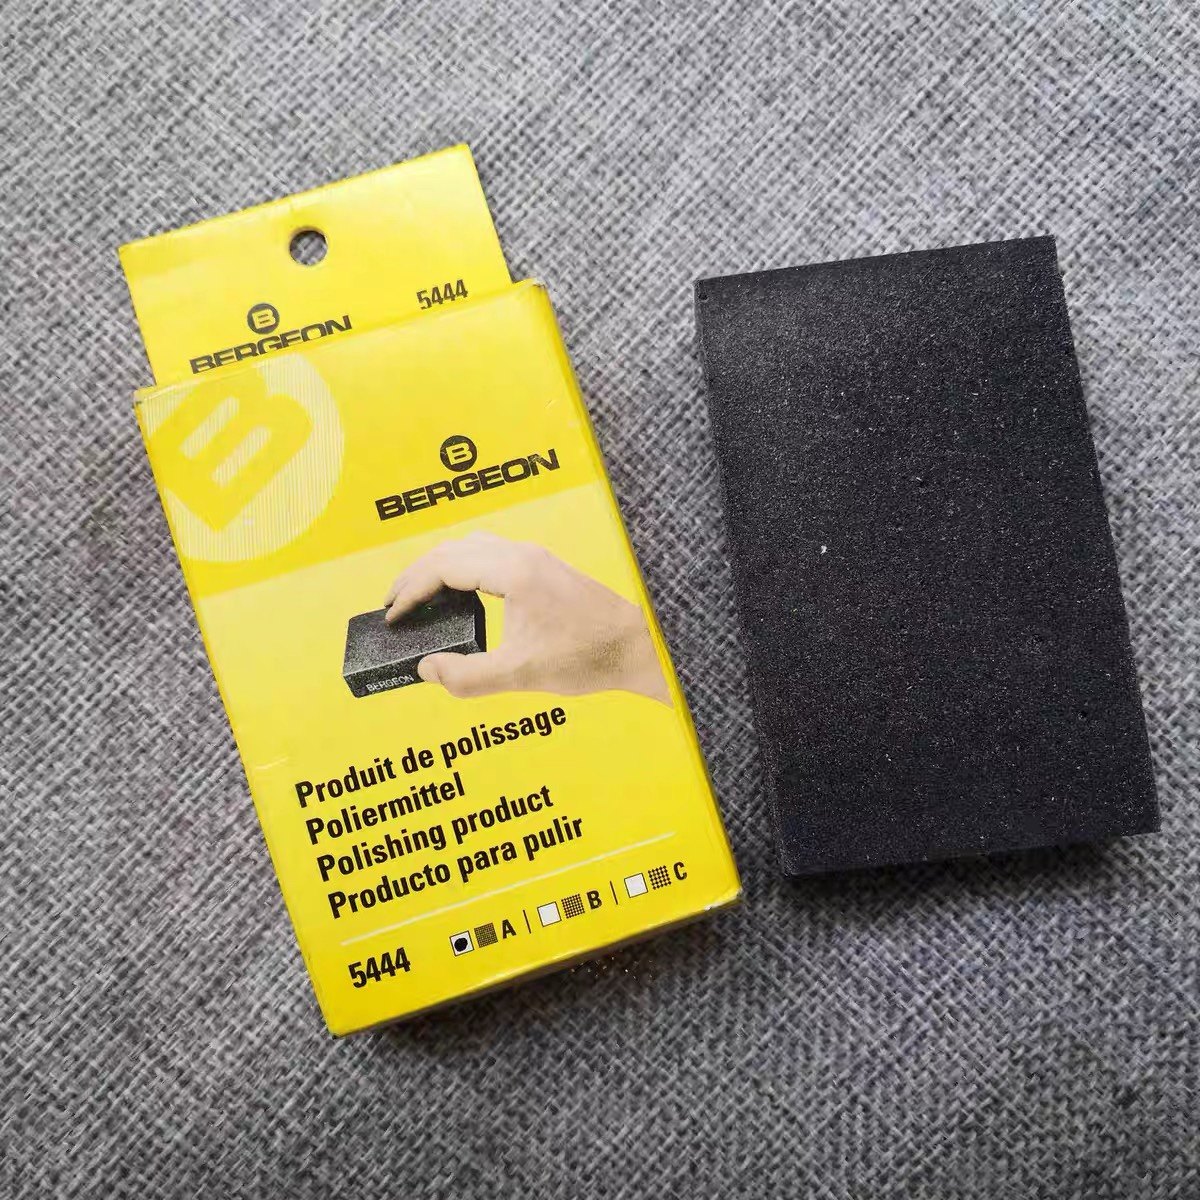 5444
B
BERGEON
B
B
BERGEON
BERGEON
Produit de polissage
Poliermittel
Polishing product
Producto para pulir
5444 A | B | C